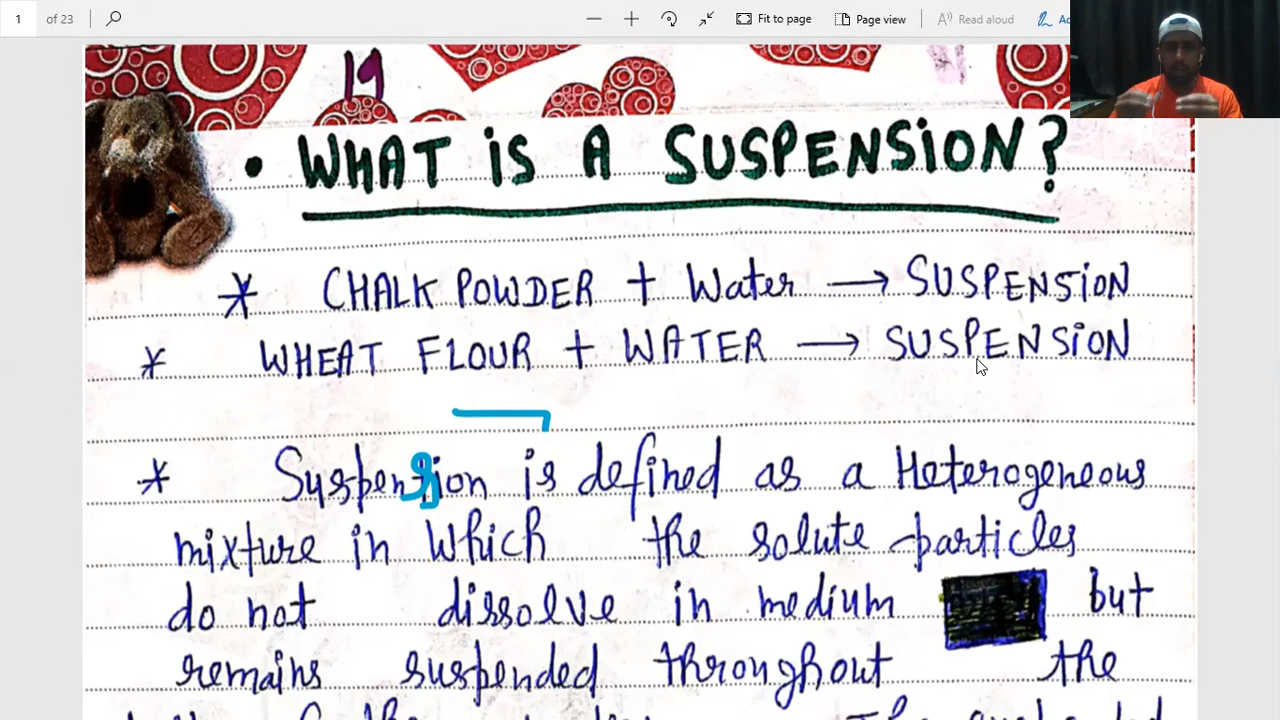 1 of 23 Fit to page Page view Read aloud
19
• WHAT iS A SUSPENSiON?
* CHALK POWDER + Water → SUSPENSiON
* WHEAT FLOUR + WATER → SUSPENSiON
* Suspension is defined as a Heterogeneous
mixture in which the solute particles
do not dissolve in medium but
remains suspended throughout the